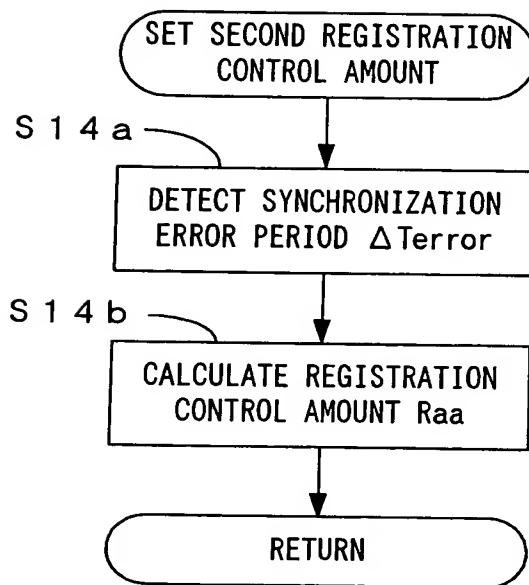 SET SECOND REGISTRATION
CONTROL AMOUNT
S14a
DETECT SYNCHRONIZATION
ERROR PERIOD ΔTerror
S14b
CALCULATE REGISTRATION
CONTROL AMOUNT Raa
RETURN